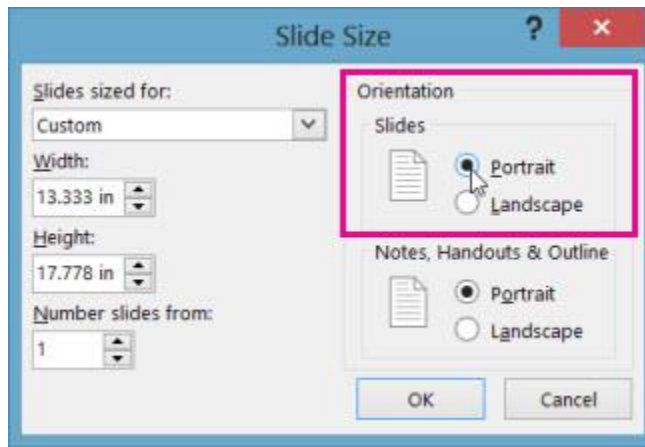 Slide Size
?
Slides sized for:
Custom
Width:
13.333 in
Height:
17.778 in
Number slides from:
1
Orientation
Slides
Portrait
Landscape
Notes, Handouts & Outline
Portrait
Landscape
OK
Cancel